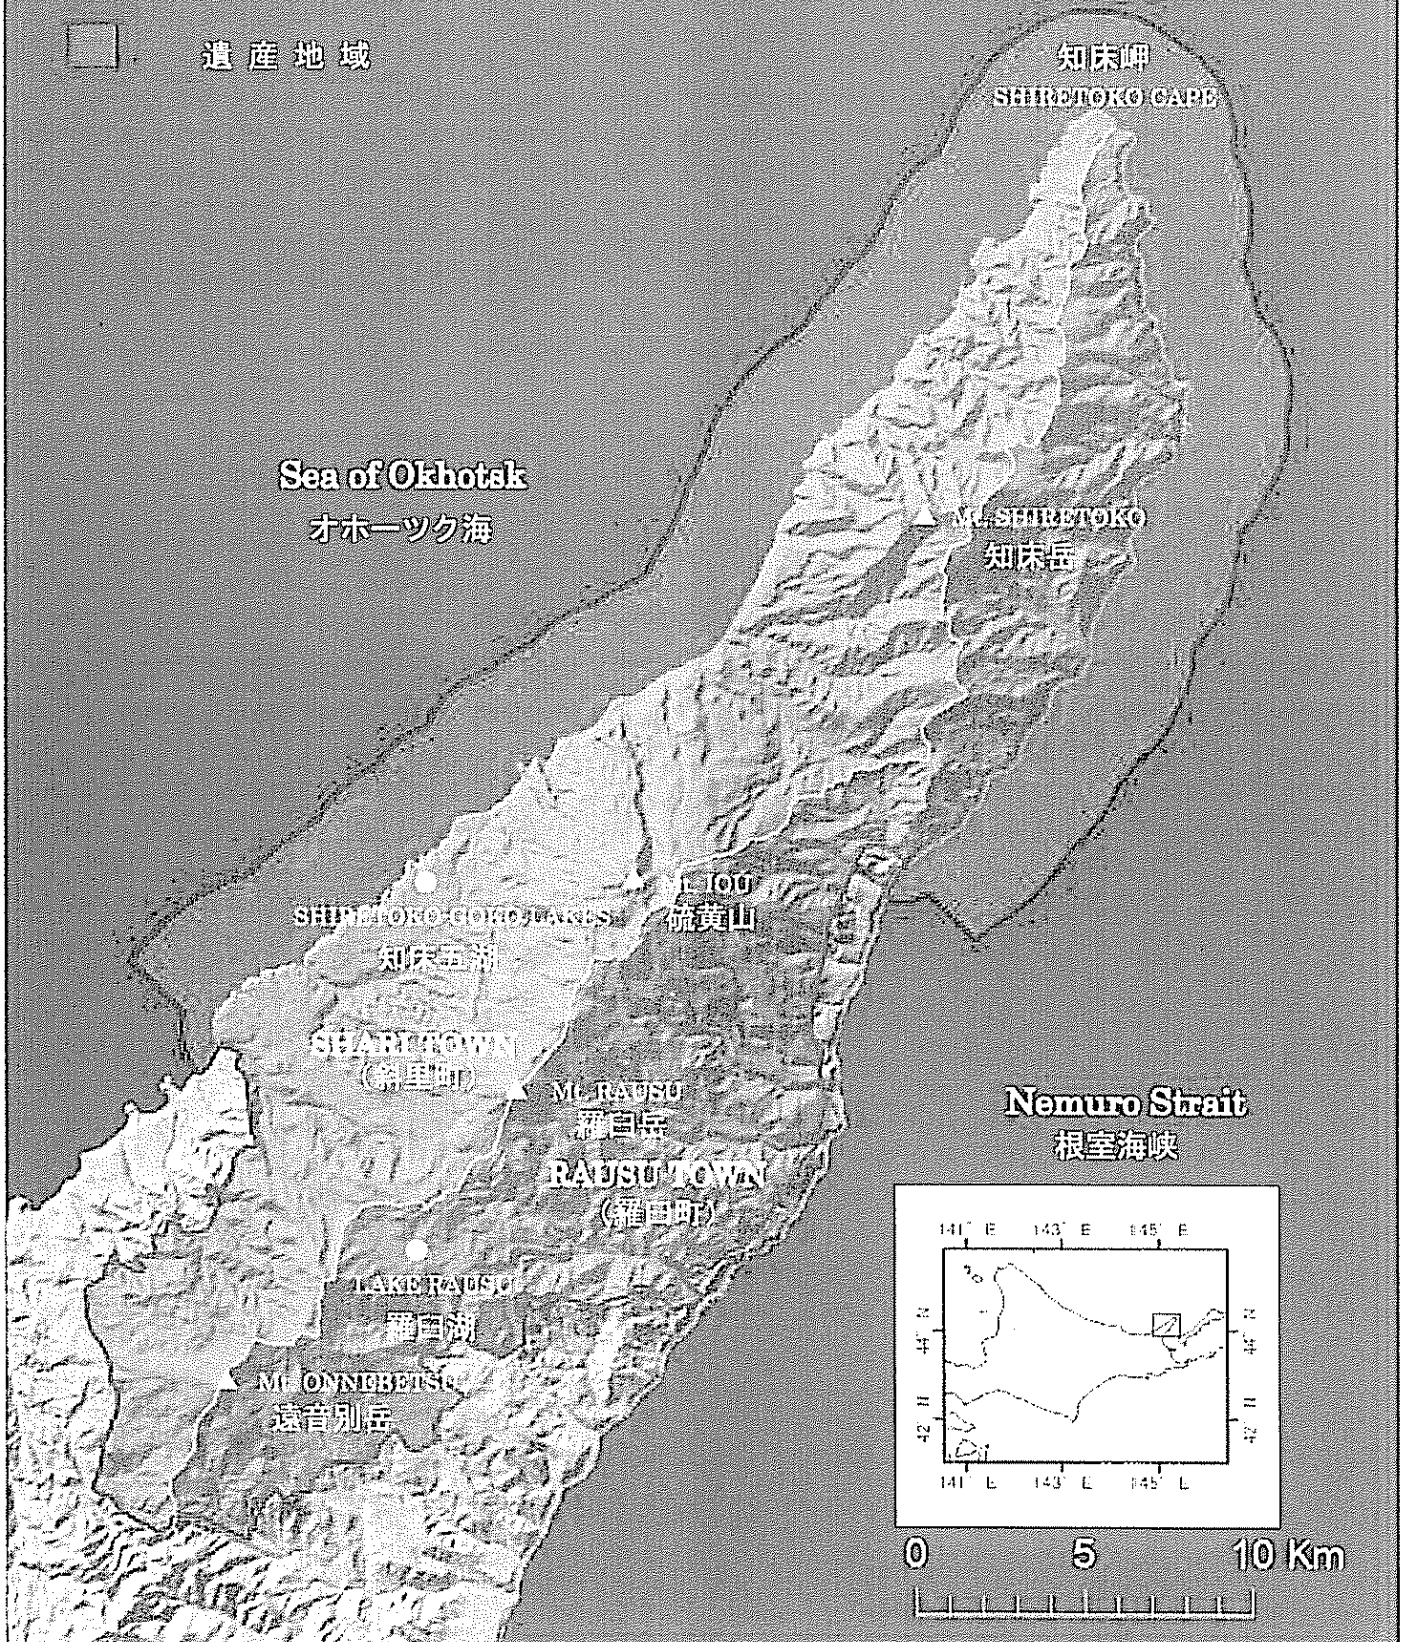 遺産地域
知床岬
SHIRETOKO CAPE
Sea of Okhotsk
オホーツク海
Mt. SHIRETOKO
知床岳
Mt. IOU
硫黄山
SHIRETOKO GOKO LAKES
知床五湖
SHARI TOWN
(斜里町)
Mt. RAUSU
羅臼岳
RAUSU TOWN
(羅臼町)
Nemuro Strait
根室海峡
LAKE RAUSU
羅臼湖
Mt. ONNEBETSU
遠音別岳
141° E 143° E 145° E
44° N 44° N
42° N 42° N
141° E 143° E 145° E
0 5 10 Km